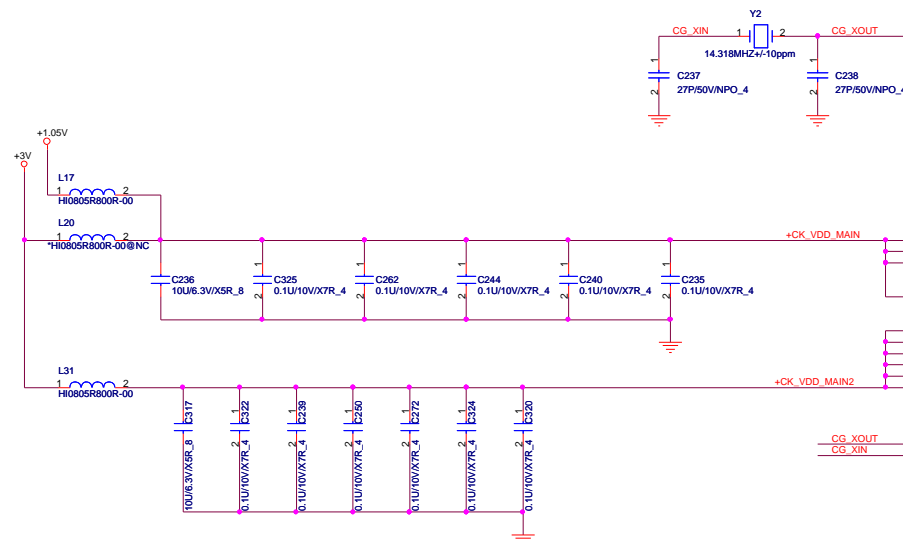 Y2
CG_XIN 1 2 CG_XOUT
14.318MHZ+/-10ppm
1 C237 2 27P/50V/NPO_4
1 C238 2 27P/50V/NPO_4
+1.05V
+3V
L17
1 2
HI0805R800R-00
L20
1 2
*HI0805R800R-00@NC
+CK_VDD_MAIN
C236
10U/6.3V/X5R_8
1 C325 2
0.1U/10V/X7R_4
1 C262 2
0.1U/10V/X7R_4
1 C244 2
0.1U/10V/X7R_4
1 C240 2
0.1U/10V/X7R_4
1 C235 2
0.1U/10V/X7R_4
L31
1 2
HI0805R800R-00
+CK_VDD_MAIN2
C317
10U/6.3V/X5R_8
1 C322 2
0.1U/10V/X7R_4
1 C239 2
0.1U/10V/X7R_4
1 C250 2
0.1U/10V/X7R_4
1 C272 2
0.1U/10V/X7R_4
1 C324 2
0.1U/10V/X7R_4
1 C320 2
0.1U/10V/X7R_4
CG_XOUT
CG_XIN